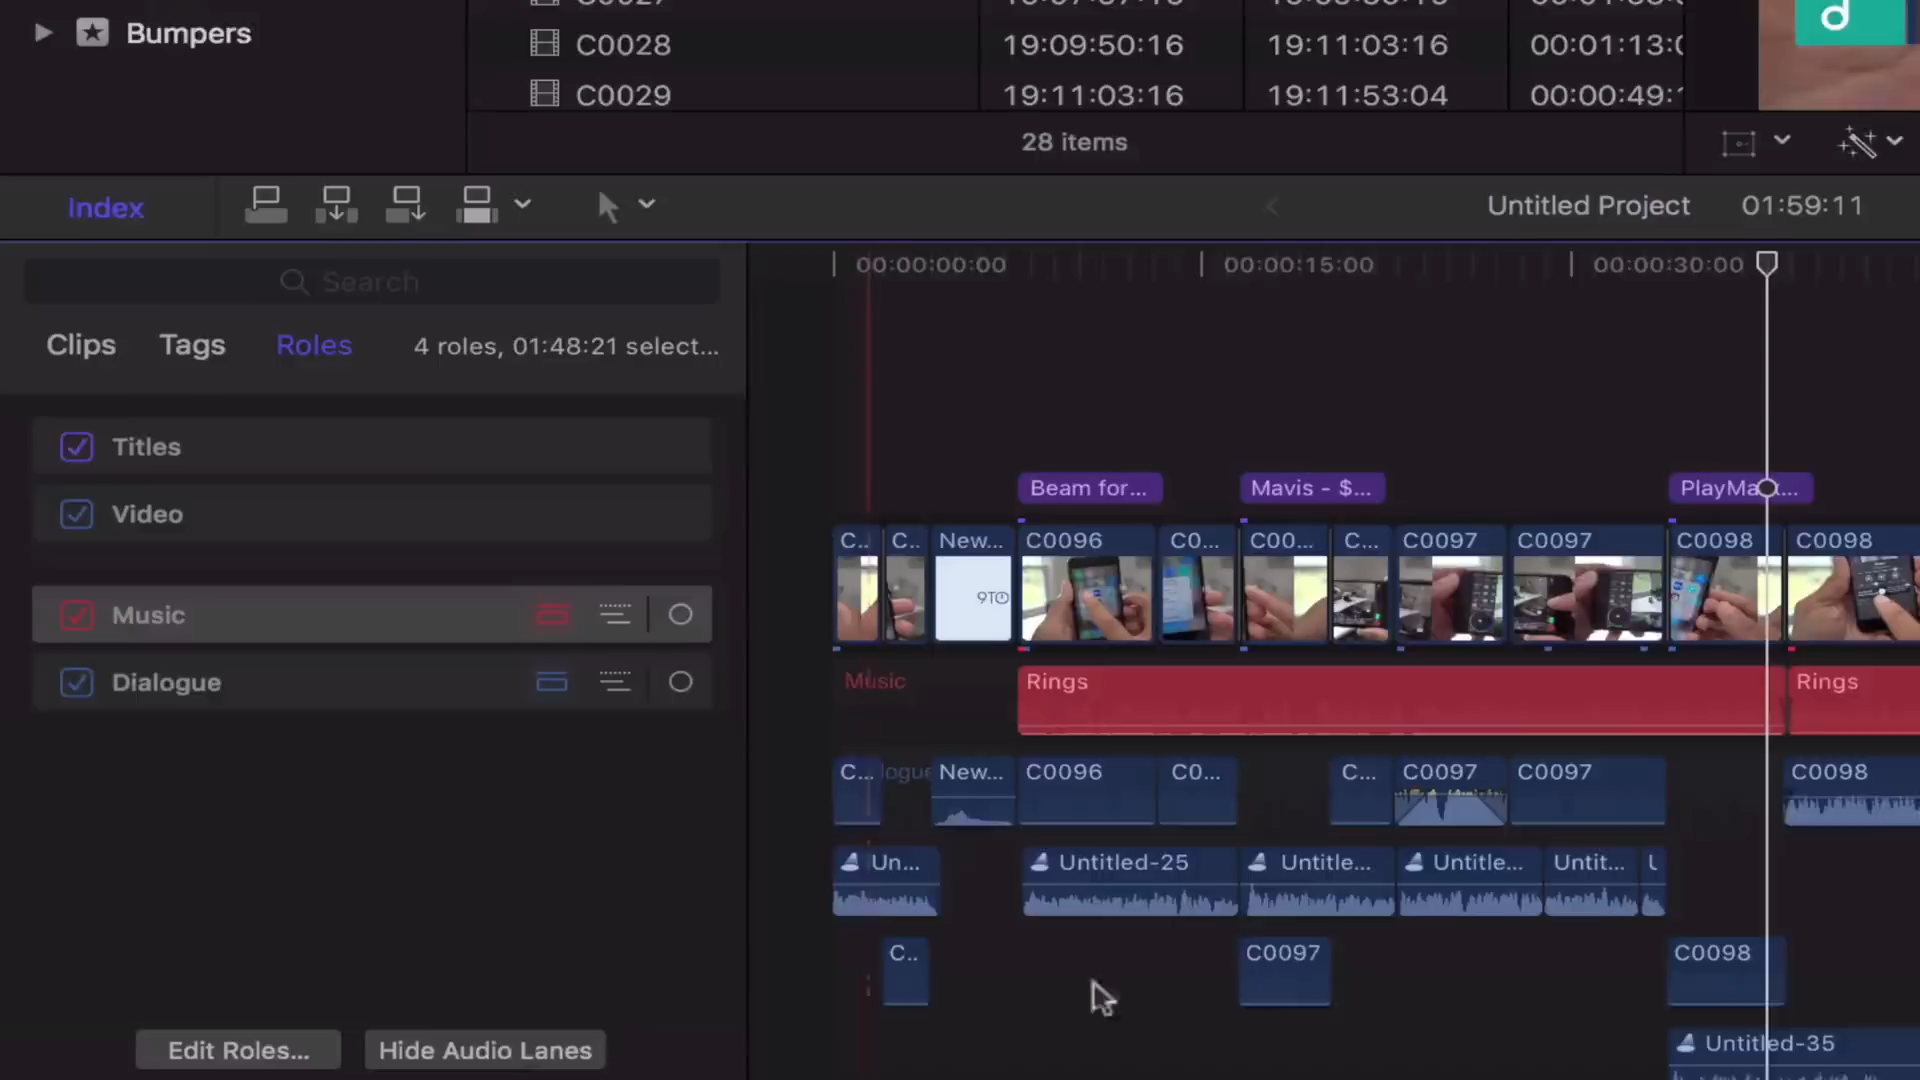 Bumpers
C0028 19:09:50:16 19:11:03:16 00:01:13:
C0029 19:11:03:16 19:11:53:04 00:00:49:
28 items
Index
Untitled Project 01:59:11
Search
00:00:00:00 00:00:15:00 00:00:30:00
Clips Tags Roles 4 roles, 01:48:21 select...
Titles
Video
Music
Dialogue
Beam for... Mavis - $...
C.. C.. New... C0096 C0... C00... C... C0097 C0097 C0098 C0098
9TO
Music Rings Rings
C... New... C0096 C0... C... C0097 C0097 C0098
Un... Untitled-25 Untitle... Untitle... Untit... U
C.. C0097 C0098
Untitled-35
Edit Roles... Hide Audio Lanes